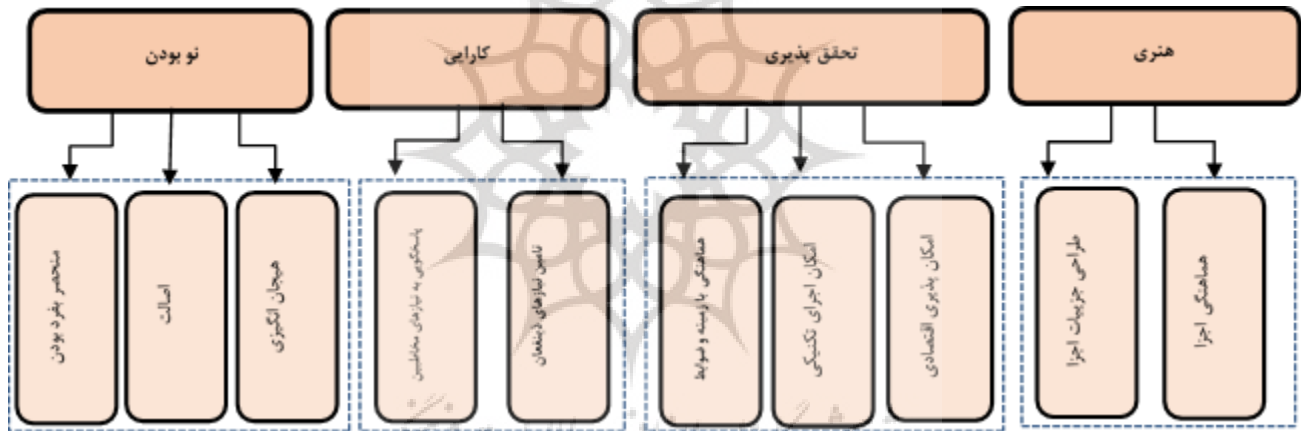 هنری
تحقق پذیری
کارایی
نو بودن
هماهنگی اجزا
طراحی جزییات اجزا
امکان پذیری اقتصادی
امکان اجرای تکنیکی
هماهنگی با زمینه و ضوابط
تامین نیازهای ذینفعان
پاسخگویی به نیازهای مخاطبین
هیجان انگیزی
اصالت
منحصر بفرد بودن